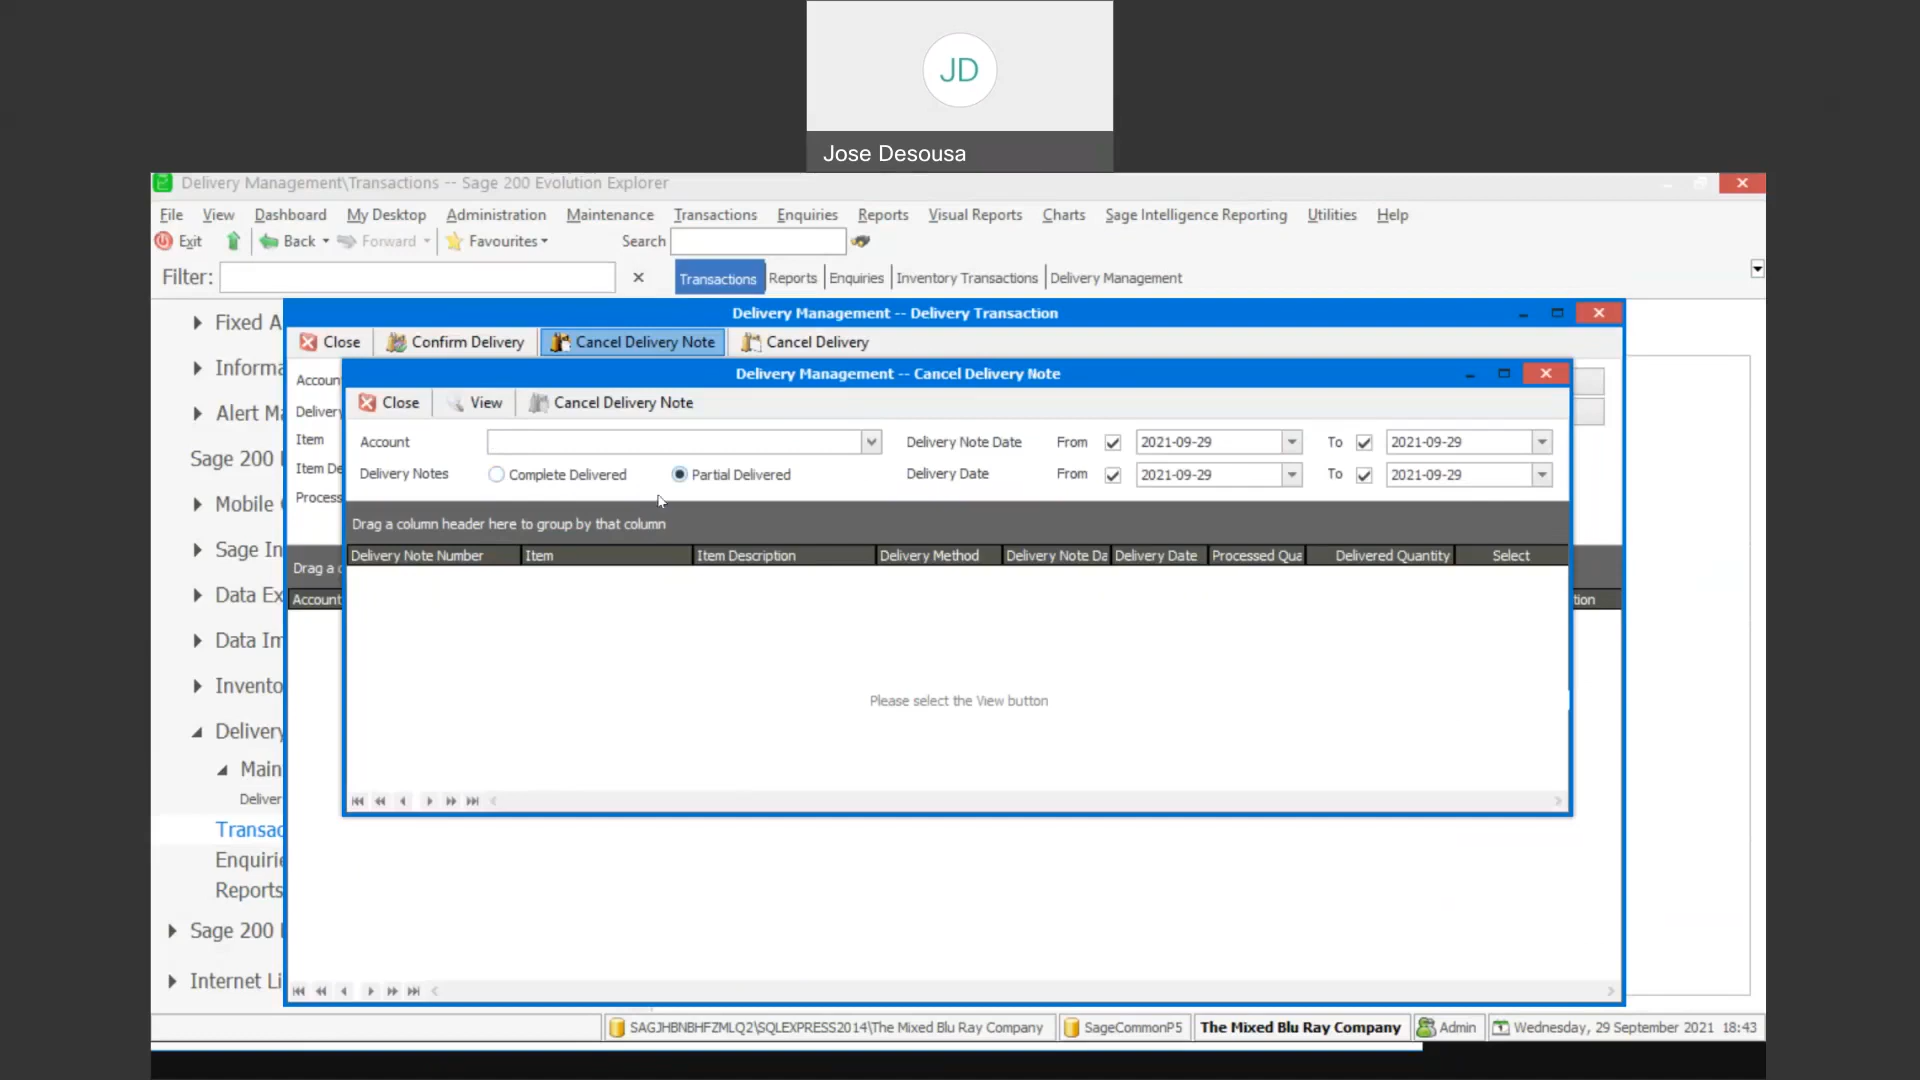 JD
Jose Desousa
Delivery Management\Transactions -- Sage 200 Evolution Explorer
File View Dashboard My Desktop Administration Maintenance Transactions Enquiries Reports Visual Reports Charts Sage Intelligence Reporting Utilities Help
Exit Back Forward Favourites Search
Filter: Transactions Reports Enquiries Inventory Transactions Delivery Management
Fixed A
Informa
Alert Ma
Sage 200
Mobile
Sage In
Data Ex
Data Im
Invento
Delivery
Main
Deliver
Transac
Enquirie
Reports
Sage 200
Internet Li
Delivery Management -- Delivery Transaction
Close Confirm Delivery Cancel Delivery Note Cancel Delivery
Account
Delivery
Item
Item De
Process
Drag a c
Account tion
Delivery Management -- Cancel Delivery Note
Close View Cancel Delivery Note
Account Delivery Note Date From 2021-09-29 To 2021-09-29
Delivery Notes Complete Delivered Partial Delivered Delivery Date From 2021-09-29 To 2021-09-29
Drag a column header here to group by that column
Delivery Note Number Item Item Description Delivery Method Delivery Note Da Delivery Date Processed Qua Delivered Quantity Select
Please select the View button
SAGJHBNBHFZMLQ2\SQLEXPRESS2014\The Mixed Blu Ray Company SageCommonP5 The Mixed Blu Ray Company Admin Wednesday, 29 September 2021 18:43